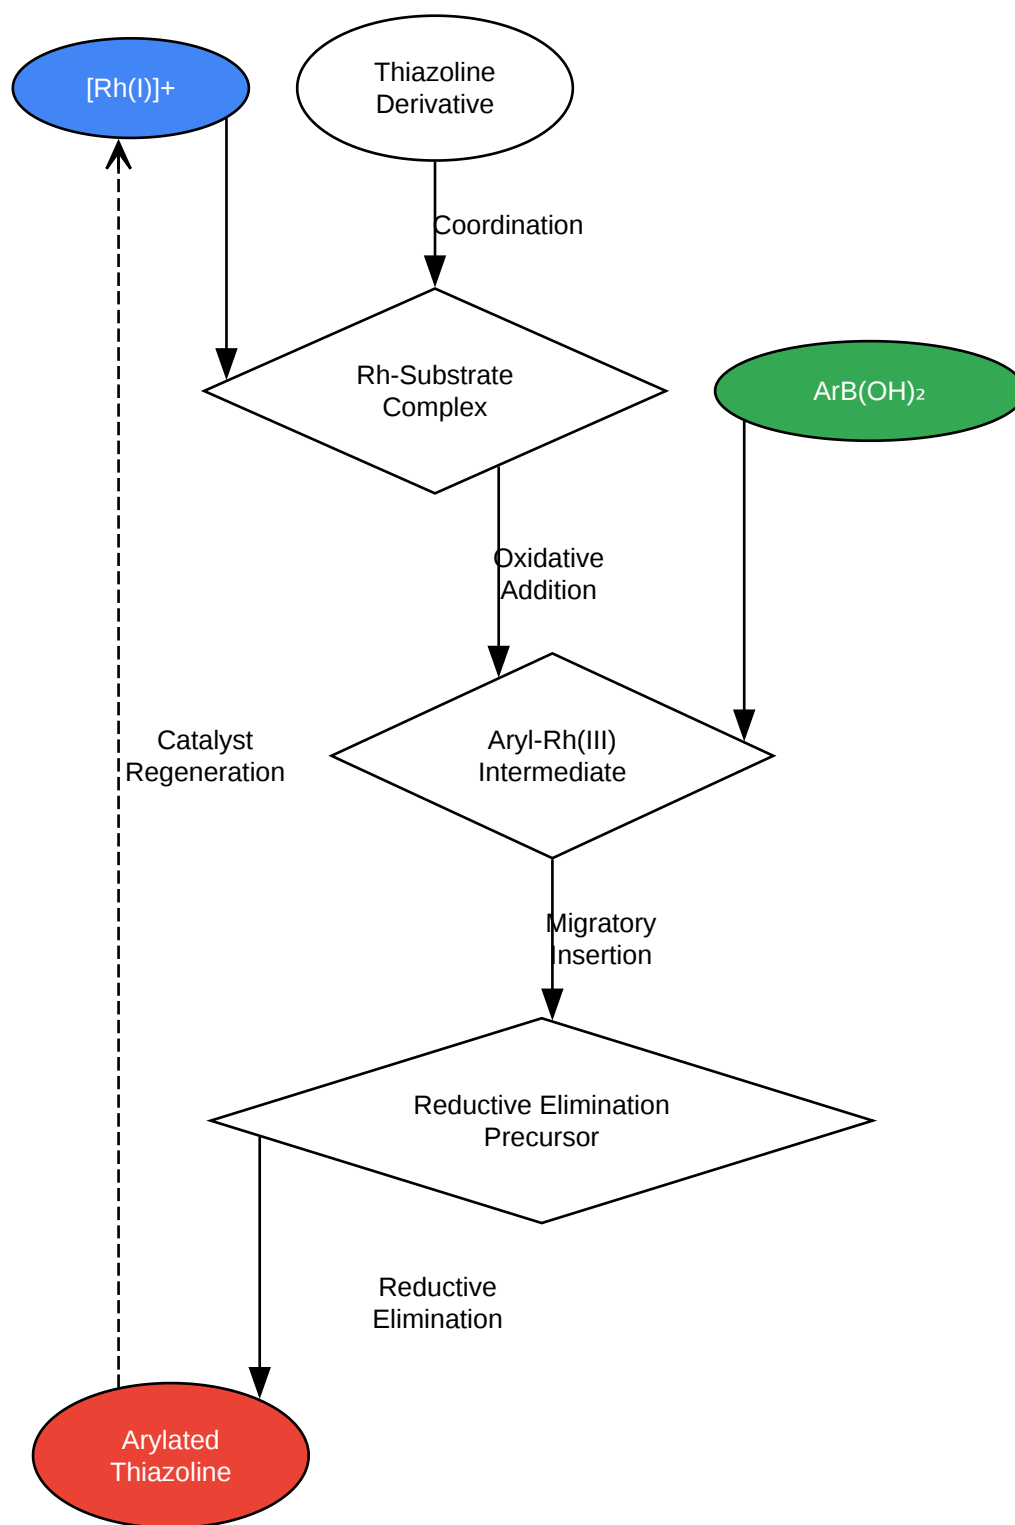 [Rh(I)]+
Thiazoline
Derivative
Coordination
Rh-Substrate
Complex
ArB(OH)₂
Oxidative
Addition
Aryl-Rh(III)
Intermediate
Catalyst
Regeneration
Migratory
Insertion
Reductive Elimination
Precursor
Reductive
Elimination
Arylated
Thiazoline